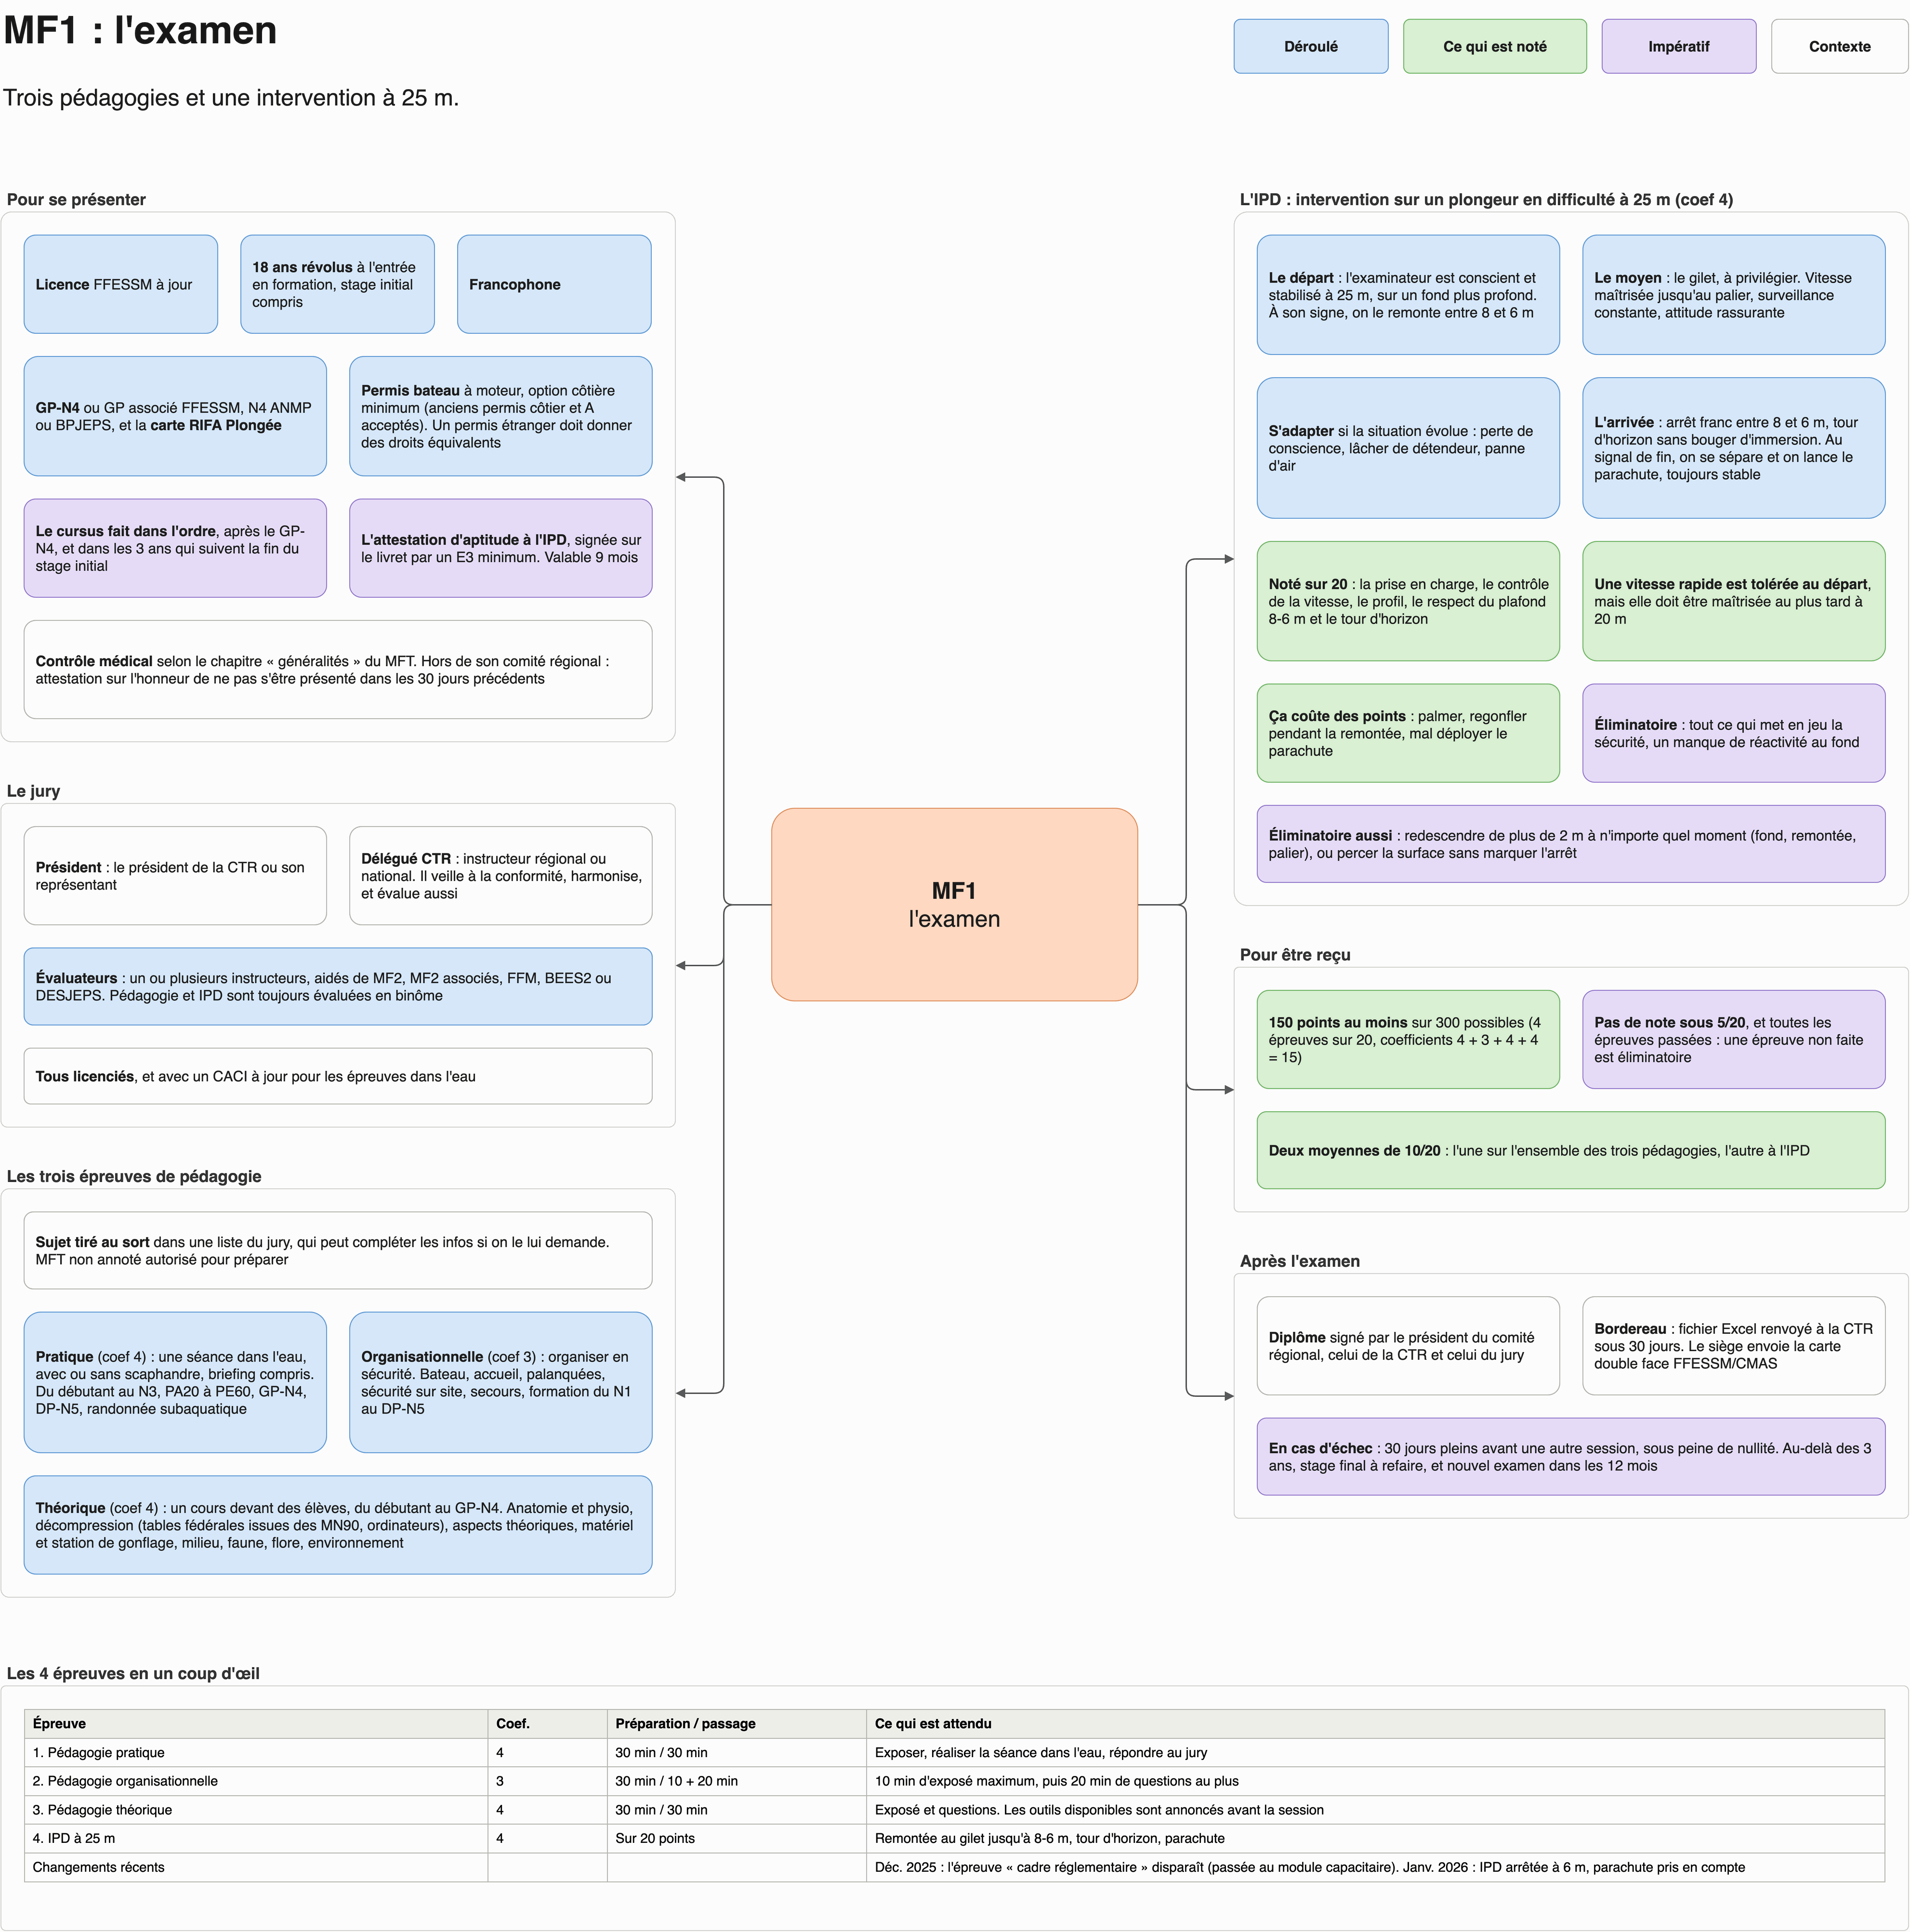 MF1 : l'examen
Trois pédagogies et une intervention à 25 m.
Déroulé
Ce qui est noté
Impératif
Contexte
Pour se présenter
Licence FFESSM à jour
18 ans révolus à l'entrée
en formation, stage initial
compris
Francophone
GP-N4 ou GP associé FFESSM, N4 ANMP
ou BPJEPS, et la carte RIFA Plongée
Permis bateau à moteur, option côtière
minimum (anciens permis côtier et A
acceptés). Un permis étranger doit donner
des droits équivalents
Le cursus fait dans l'ordre, après le GP-
N4, et dans les 3 ans qui suivent la fin du
stage initial
L'attestation d'aptitude à l'IPD, signée sur
le livret par un E3 minimum. Valable 9 mois
Contrôle médical selon le chapitre « généralités » du MFT. Hors de son comité régional :
attestation sur l'honneur de ne pas s'être présenté dans les 30 jours précédents
Le jury
Président : le président de la CTR ou son
représentant
Délégué CTR : instructeur régional ou
national. Il veille à la conformité, harmonise,
et évalue aussi
Évaluateurs : un ou plusieurs instructeurs, aidés de MF2, MF2 associés, FFM, BEES2 ou
DESJEPS. Pédagogie et IPD sont toujours évaluées en binôme
Tous licenciés, et avec un CACI à jour pour les épreuves dans l'eau
Les trois épreuves de pédagogie
Sujet tiré au sort dans une liste du jury, qui peut compléter les infos si on le lui demande.
MFT non annoté autorisé pour préparer
Pratique (coef 4) : une séance dans l'eau,
avec ou sans scaphandre, briefing compris.
Du débutant au N3, PA20 à PE60, GP-N4,
DP-N5, randonnée subaquatique
Organisationnelle (coef 3) : organiser en
sécurité. Bateau, accueil, palanquées,
sécurité sur site, secours, formation du N1
au DP-N5
Théorique (coef 4) : un cours devant des élèves, du débutant au GP-N4. Anatomie et physio,
décompression (tables fédérales issues des MN90, ordinateurs), aspects théoriques, matériel
et station de gonflage, milieu, faune, flore, environnement
MF1
l'examen
L'IPD : intervention sur un plongeur en difficulté à 25 m (coef 4)
Le départ : l'examinateur est conscient et
stabilisé à 25 m, sur un fond plus profond.
À son signe, on le remonte entre 8 et 6 m
Le moyen : le gilet, à privilégier. Vitesse
maîtrisée jusqu'au palier, surveillance
constante, attitude rassurante
S'adapter si la situation évolue : perte de
conscience, lâcher de détendeur, panne
d'air
L'arrivée : arrêt franc entre 8 et 6 m, tour
d'horizon sans bouger d'immersion. Au
signal de fin, on se sépare et on lance le
parachute, toujours stable
Noté sur 20 : la prise en charge, le contrôle
de la vitesse, le profil, le respect du plafond
8-6 m et le tour d'horizon
Une vitesse rapide est tolérée au départ,
mais elle doit être maîtrisée au plus tard à
20 m
Ça coûte des points : palmer, regonfler
pendant la remontée, mal déployer le
parachute
Éliminatoire : tout ce qui met en jeu la
sécurité, un manque de réactivité au fond
Éliminatoire aussi : redescendre de plus de 2 m à n'importe quel moment (fond, remontée,
palier), ou percer la surface sans marquer l'arrêt
Pour être reçu
150 points au moins sur 300 possibles (4
épreuves sur 20, coefficients 4 + 3 + 4 + 4
= 15)
Pas de note sous 5/20, et toutes les
épreuves passées : une épreuve non faite
est éliminatoire
Deux moyennes de 10/20 : l'une sur l'ensemble des trois pédagogies, l'autre à l'IPD
Après l'examen
Diplôme signé par le président du comité
régional, celui de la CTR et celui du jury
Bordereau : fichier Excel renvoyé à la CTR
sous 30 jours. Le siège envoie la carte
double face FFESSM/CMAS
En cas d'échec : 30 jours pleins avant une autre session, sous peine de nullité. Au-delà des 3
ans, stage final à refaire, et nouvel examen dans les 12 mois
Les 4 épreuves en un coup d'œil
Épreuve Coef. Préparation / passage Ce qui est attendu
1. Pédagogie pratique 4 30 min / 30 min Exposer, réaliser la séance dans l'eau, répondre au jury
2. Pédagogie organisationnelle 3 30 min / 10 + 20 min 10 min d'exposé maximum, puis 20 min de questions au plus
3. Pédagogie théorique 4 30 min / 30 min Exposé et questions. Les outils disponibles sont annoncés avant la session
4. IPD à 25 m 4 Sur 20 points Remontée au gilet jusqu'à 8-6 m, tour d'horizon, parachute
Changements récents Déc. 2025 : l'épreuve « cadre réglementaire » disparaît (passée au module capacitaire). Janv. 2026 : IPD arrêtée à 6 m, parachute pris en compte